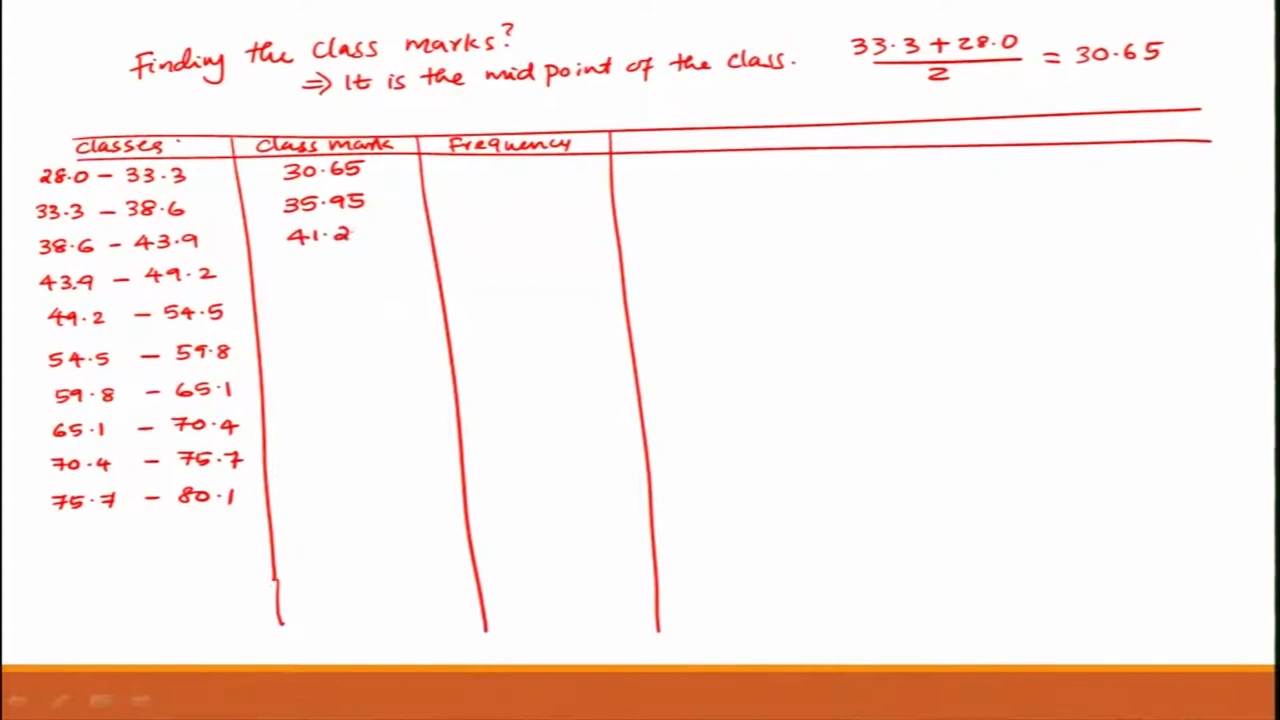 Finding the class marks?
⇒ It is the mid point of the class.
33.3 + 28.0 / 2 = 30.65
classes Class mark Frequency
28.0 – 33.3 30.65
33.3 – 38.6 35.95
38.6 – 43.9 41.2
43.9 – 49.2
49.2 – 54.5
54.5 – 59.8
59.8 – 65.1
65.1 – 70.4
70.4 – 75.7
75.7 – 80.1